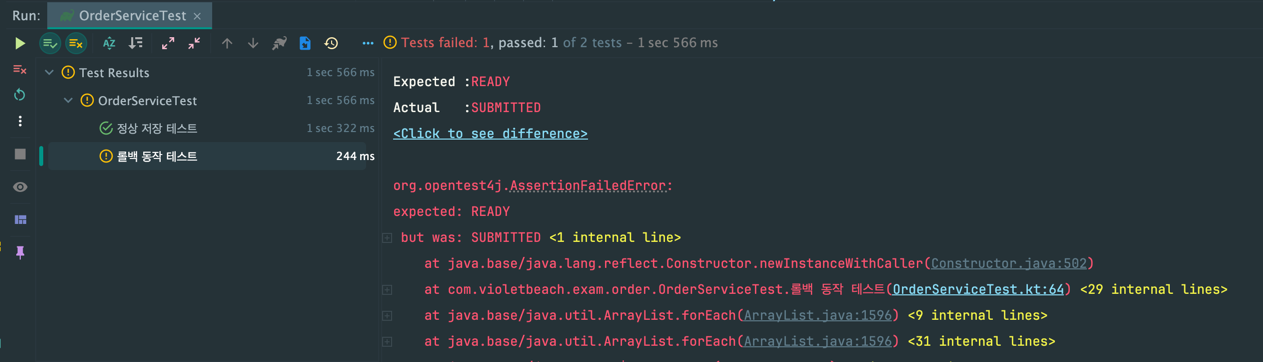 Run: OrderServiceTest ×
Tests failed: 1, passed: 1 of 2 tests – 1 sec 566 ms
Test Results 1 sec 566 ms
OrderServiceTest 1 sec 566 ms
정상 저장 테스트 1 sec 322 ms
롤백 동작 테스트 244 ms
Expected :READY
Actual   :SUBMITTED
<Click to see difference>
org.opentest4j.AssertionFailedError:
expected: READY
but was: SUBMITTED <1 internal line>
at java.base/java.lang.reflect.Constructor.newInstanceWithCaller(Constructor.java:502)
at com.violetbeach.exam.order.OrderServiceTest.롤백 동작 테스트(OrderServiceTest.kt:64) <29 internal lines>
at java.base/java.util.ArrayList.forEach(ArrayList.java:1596) <9 internal lines>
at java.base/java.util.ArrayList.forEach(ArrayList.java:1596) <31 internal lines>